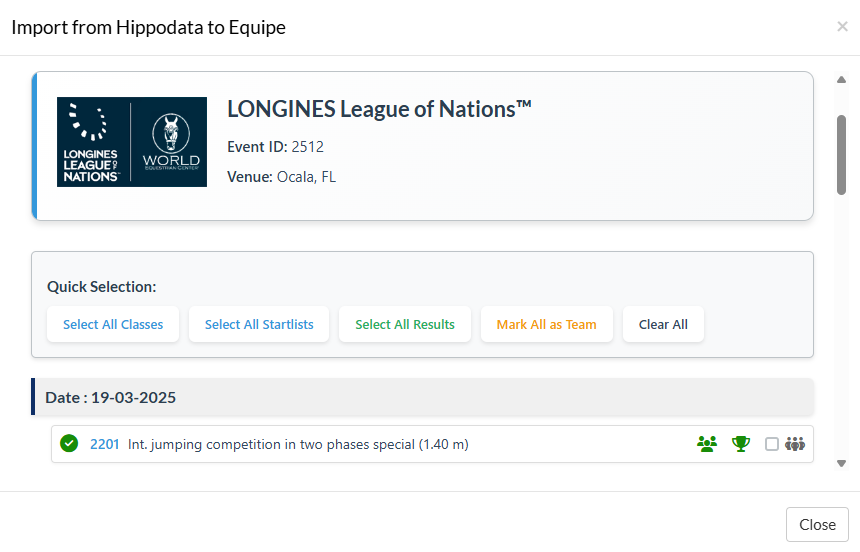 Import from Hippodata to Equipe
×
LONGINES
LEAGUE OF
NATIONS™
WORLD
EQUESTRIAN CENTER
LONGINES League of Nations™
Event ID: 2512
Venue: Ocala, FL
Quick Selection:
Select All Classes
Select All Startlists
Select All Results
Mark All as Team
Clear All
Date : 19-03-2025
2201 Int. jumping competition in two phases special (1.40 m)
Close